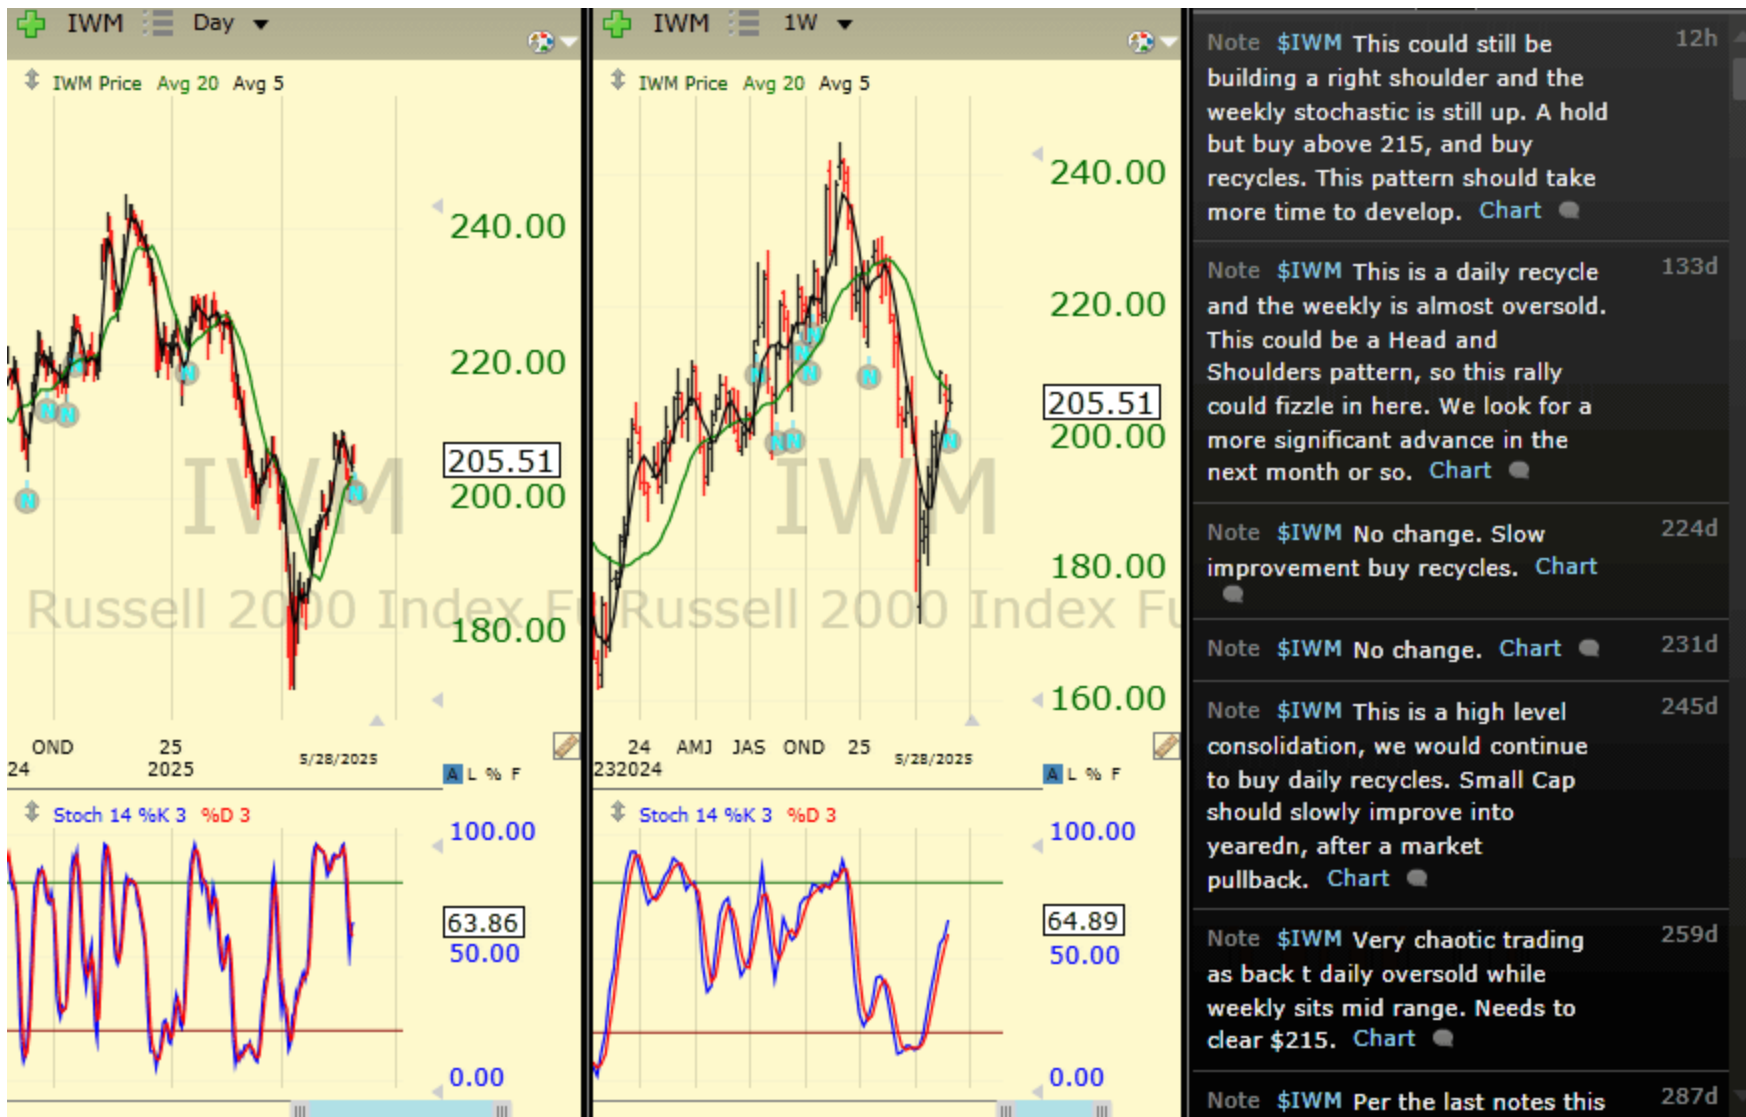 IWM Day
IWM Price Avg 20 Avg 5
240.00
220.00
205.51
200.00
180.00
IWM
Russell 2000 Index Fu
OND 25
24 2025 5/28/2025
A L % F
Stoch 14 %K 3 %D 3
100.00
63.86
50.00
0.00
N
N
N
N
N
N
IWM 1W
IWM Price Avg 20 Avg 5
240.00
220.00
205.51
200.00
180.00
160.00
IWM
Russell 2000 Index Fu
24 AMJ JAS OND 25
232024 5/28/2025
A L % F
Stoch 14 %K 3 %D 3
100.00
64.89
50.00
0.00
N
N
N
N
N
N
N
N
Note $IWM This could still be 12h
building a right shoulder and the
weekly stochastic is still up. A hold
but buy above 215, and buy
recycles. This pattern should take
more time to develop. Chart
Note $IWM This is a daily recycle 133d
and the weekly is almost oversold.
This could be a Head and
Shoulders pattern, so this rally
could fizzle in here. We look for a
more significant advance in the
next month or so. Chart
Note $IWM No change. Slow 224d
improvement buy recycles. Chart
Note $IWM No change. Chart 231d
Note $IWM This is a high level 245d
consolidation, we would continue
to buy daily recycles. Small Cap
should slowly improve into
yearedn, after a market
pullback. Chart
Note $IWM Very chaotic trading 259d
as back t daily oversold while
weekly sits mid range. Needs to
clear $215. Chart
Note $IWM Per the last notes this 287d